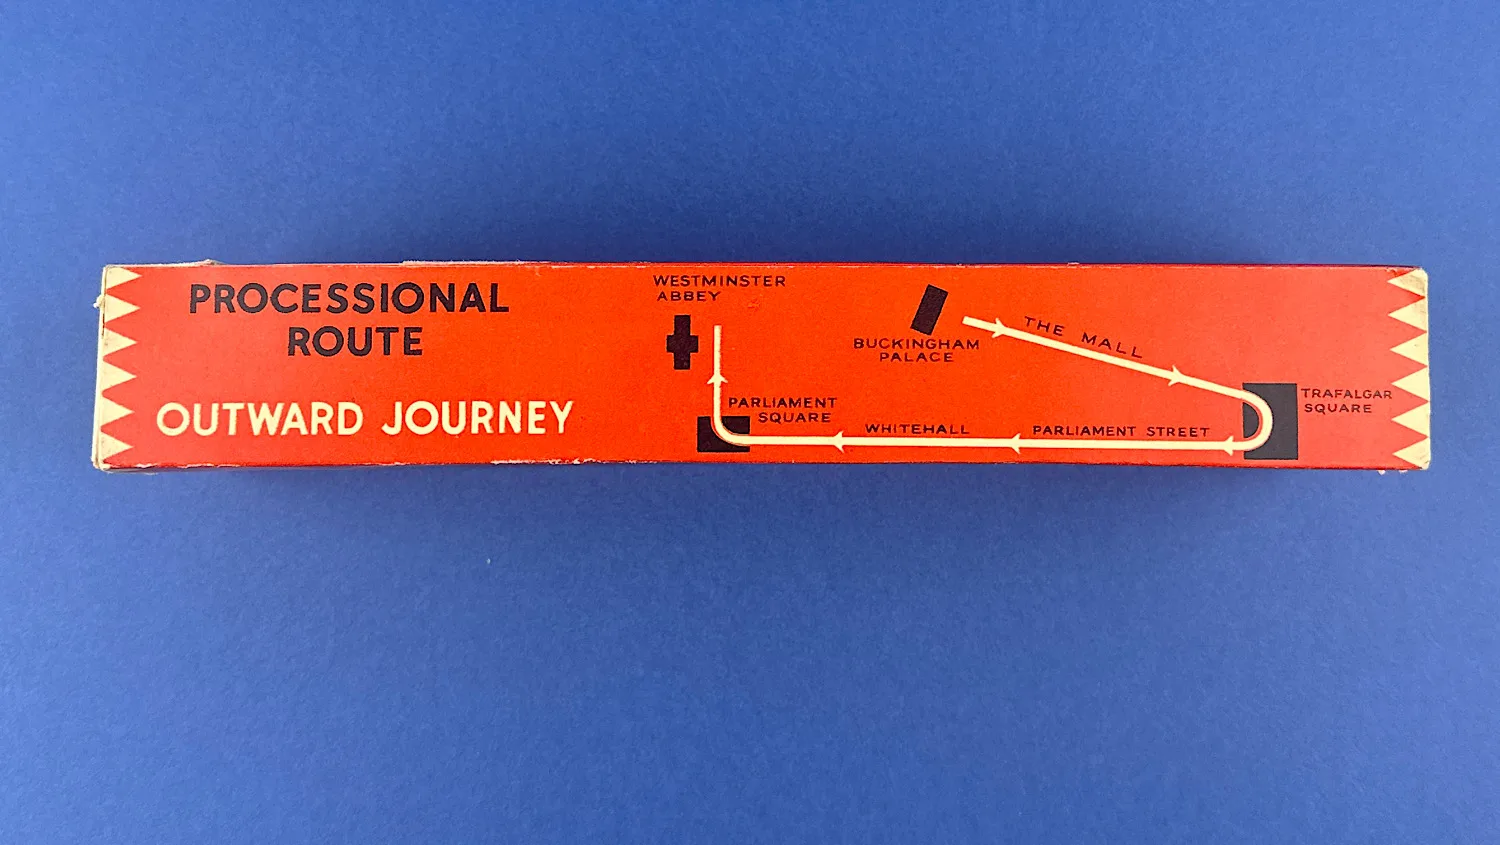 PROCESSIONAL
ROUTE
OUTWARD JOURNEY
WESTMINSTER
ABBEY
PARLIAMENT
SQUARE
BUCKINGHAM
PALACE
THE MALL
WHITEHALL
PARLIAMENT STREET
TRAFALGAR
SQUARE